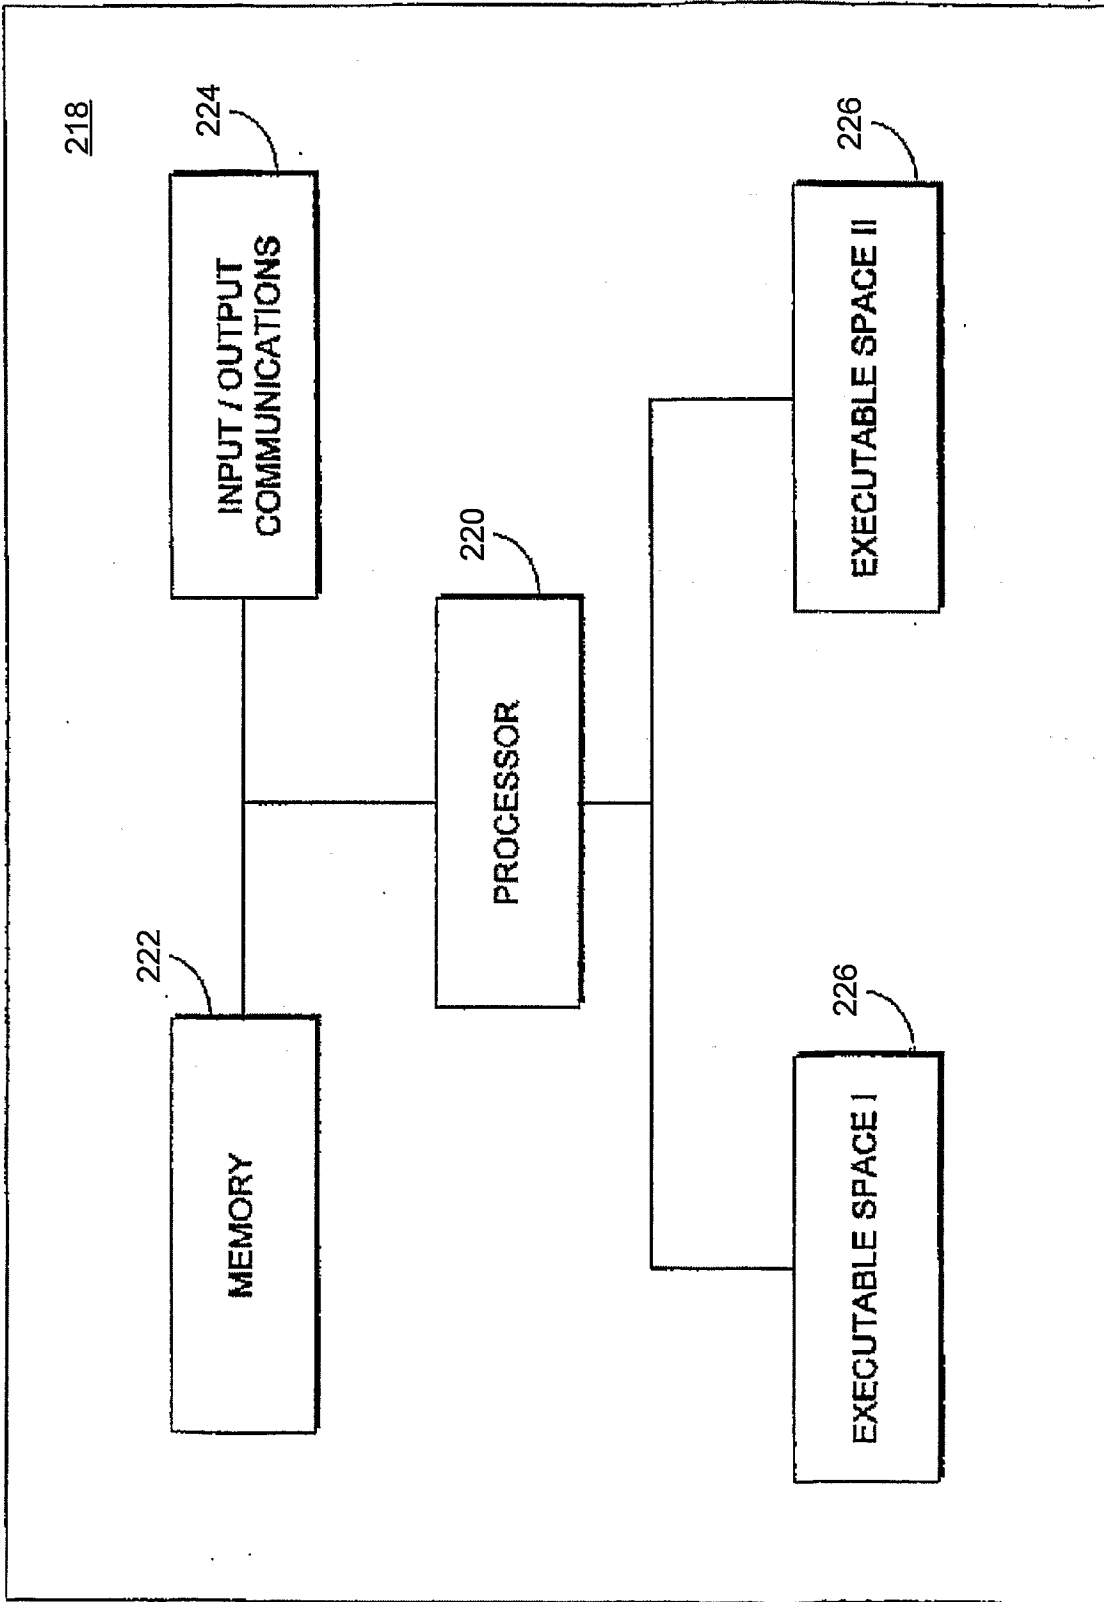 218
224
INPUT / OUTPUT
COMMUNICATIONS
222
MEMORY
220
PROCESSOR
226
EXECUTABLE SPACE I
226
EXECUTABLE SPACE II